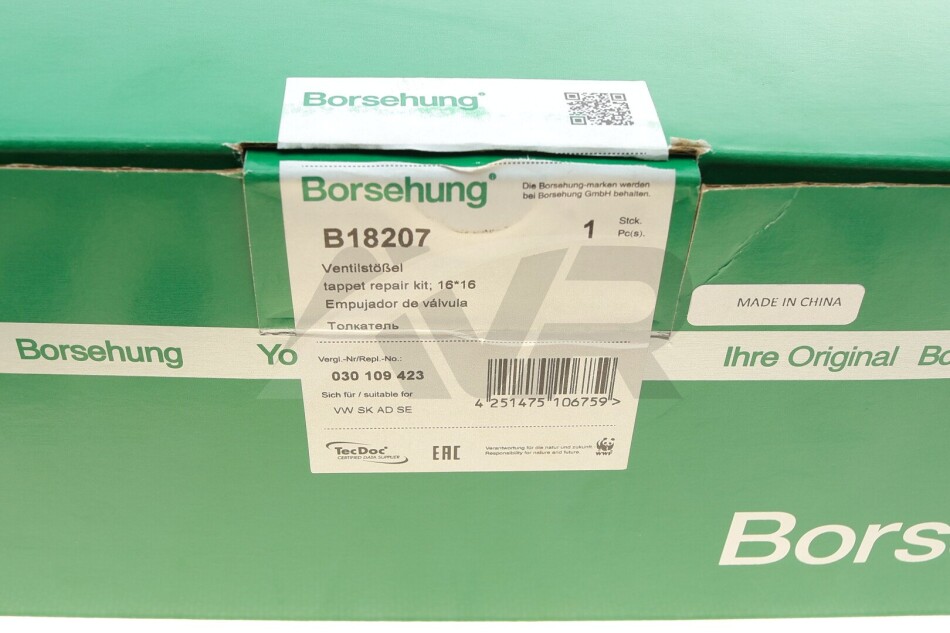 Borsehung®
Borsehung®
Die Borsehung-marken werden
bei Borsehung GmbH behalten.
B18207
1
Stck.
Pc(s).
Ventilstößel
tappet repair kit; 16*16
Empujador de válvula
Толкатель
MADE IN CHINA
Borsehung
Yo
Ihre Original
Bo
Vergl.-Nr/Repl.-No.:
030 109 423
Sich für / suitable for
VW SK AD SE
4 251475 106759 >
TecDoc
CERTIFIED DATA SUPPLIER
EAC
Verantwortung für die natur und zukunft.
Responsibility for nature and future
WWF
Bors
AVR